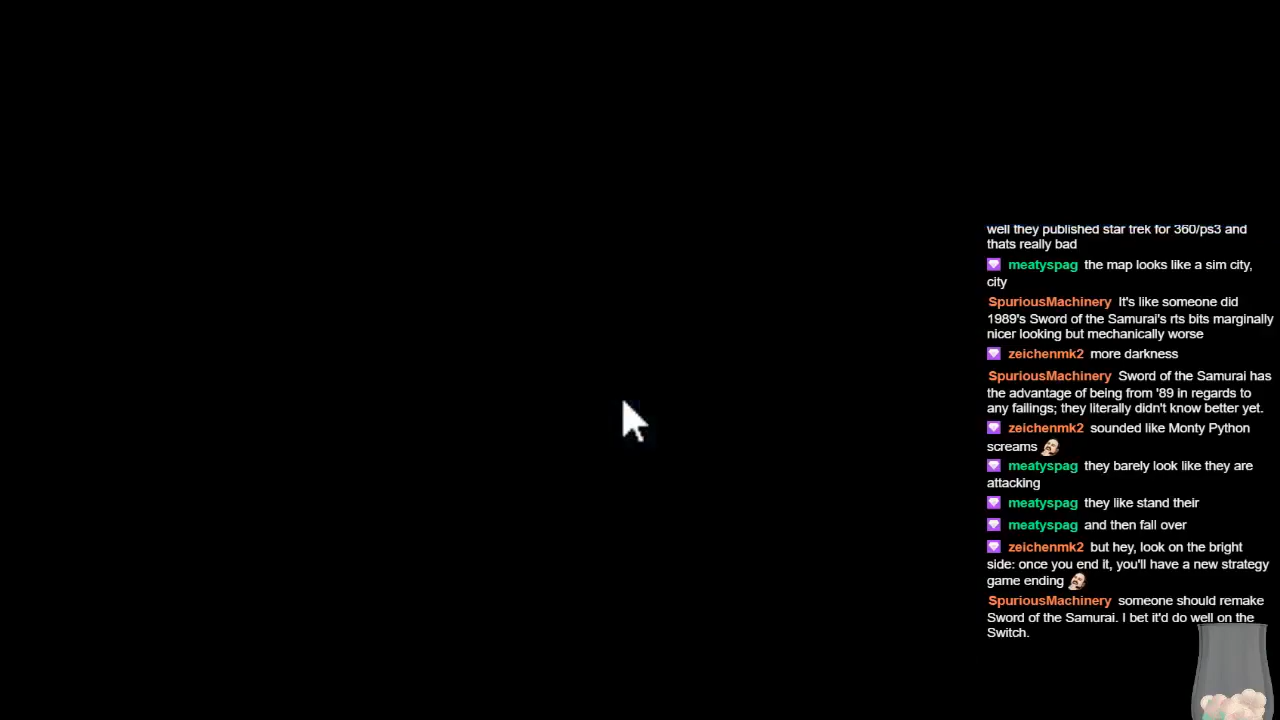 well they published star trek for 360/ps3 and
thats really bad
meatyspag the map looks like a sim city,
city
SpuriousMachinery It's like someone did
1989's Sword of the Samurai's rts bits marginally
nicer looking but mechanically worse
zeichenmk2 more darkness
SpuriousMachinery Sword of the Samurai has
the advantage of being from '89 in regards to
any failings; they literally didn't know better yet.
zeichenmk2 sounded like Monty Python
screams
meatyspag they barely look like they are
attacking
meatyspag they like stand their
meatyspag and then fall over
zeichenmk2 but hey, look on the bright
side: once you end it, you'll have a new strategy
game ending
SpuriousMachinery someone should remake
Sword of the Samurai. I bet it'd do well on the
Switch.